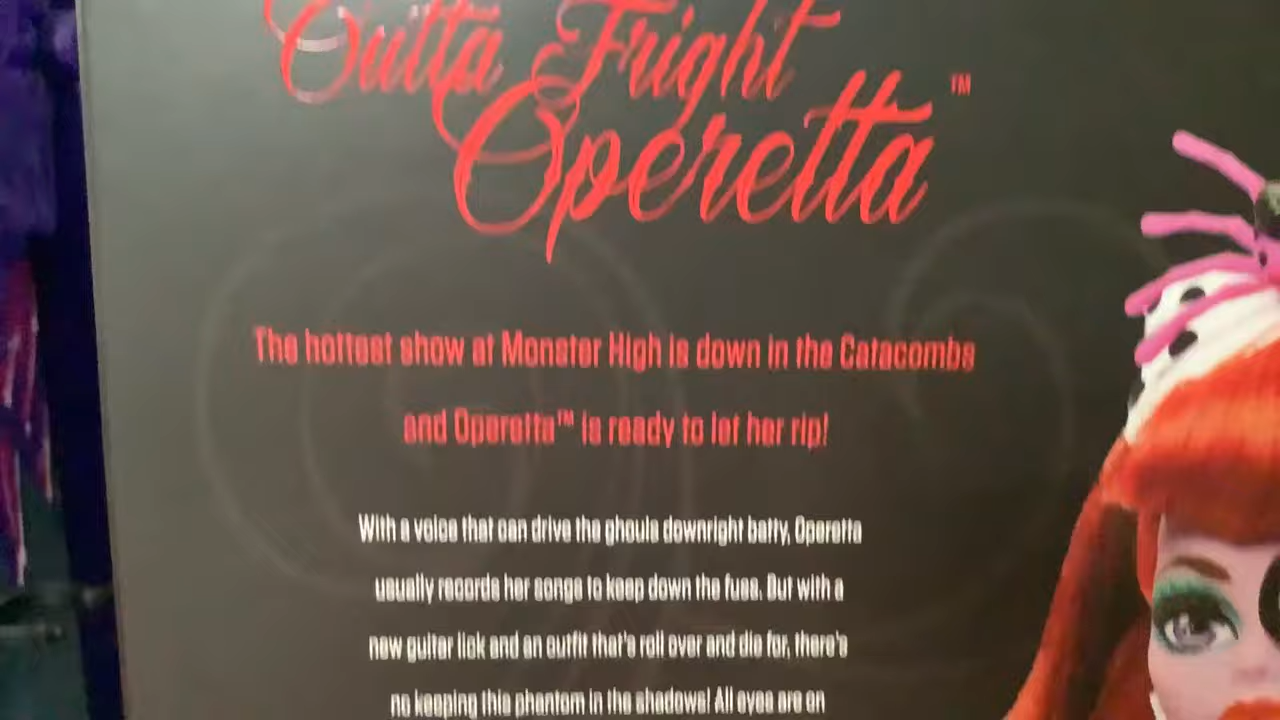 Outta Fright
Operetta™
The hottest show at Monster High is down in the Catacombs
and Operetta™ is ready to let her rip!
With a voice that can drive the ghouls downright batty, Operetta
usually records her songs to keep down the fuss. But with a
new guitar lick and an outfit that's roll over and die for, there's
no keeping this phantom in the shadows! All eyes are on